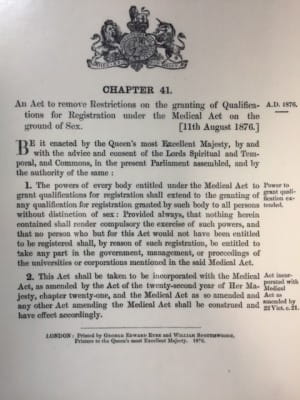 CHAPTER 41.
An Act to remove Restrictions on the granting of Qualifica-
tions for Registration under the Medical Act on the
ground of Sex. [11th August 1876.]
A.D. 1876.
BE it enacted by the Queen's most Excellent Majesty, by and
with the advice and consent of the Lords Spiritual and Tem-
poral, and Commons, in the present Parliament assembled, and by
the authority of the same :
1. The powers of every body entitled under the Medical Act to
grant qualifications for registration shall extend to the granting of
any qualification for registration granted by such body to all persons
without distinction of sex : Provided always, that nothing herein
contained shall render compulsory the exercise of such powers, and
that no person who but for this Act would not have been entitled
to be registered shall, by reason of such registration, be entitled to
take any part in the government, management, or proceedings of
the universities or corporations mentioned in the said Medical Act.
Power to
grant quali-
fication ex-
tended.
2. This Act shall be taken to be incorporated with the Medical
Act, as amended by the Act of the twenty-second year of Her Ma-
jesty, chapter twenty-one, and the Medical Act as so amended and
any other Act amending the Medical Act shall be construed and
have effect accordingly.
Act incor-
porated with
Medical
Act as
amended by
22 Vict. c. 21.
LONDON: Printed by GEORGE EDWARD EYRE and WILLIAM SPOTTISWOODE,
Printers to the Queen's most Excellent Majesty. 1876.